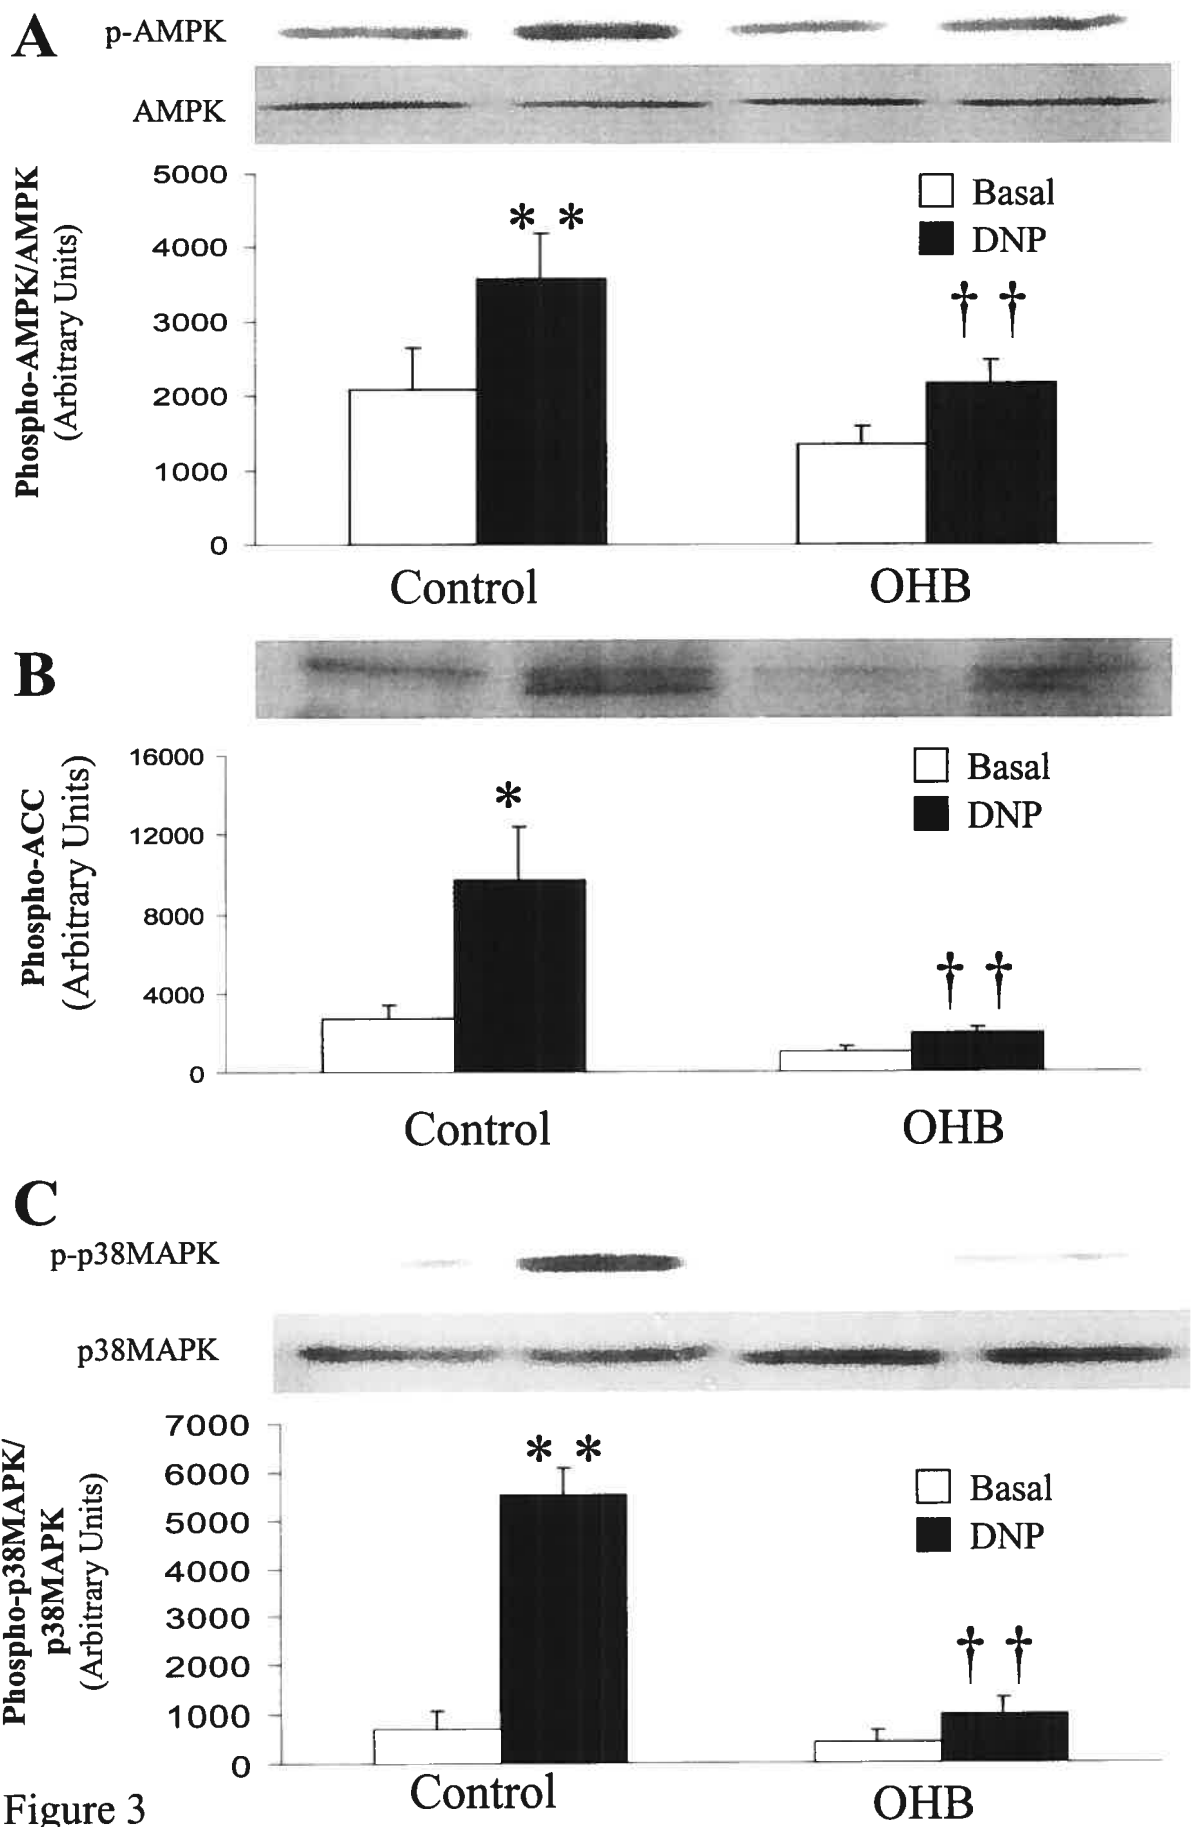 A
p-AMPK
AMPK
Phospho-AMPK/AMPK
(Arbitrary Units)
5000
4000
3000
2000
1000
0
* *
Basal
DNP
† †
Control
OHB
B
Phospho-ACC
(Arbitrary Units)
16000
12000
8000
4000
0
*
Basal
DNP
† †
Control
OHB
C
p-p38MAPK
p38MAPK
Phospho-p38MAPK/
p38MAPK
(Arbitrary Units)
7000
6000
5000
4000
3000
2000
1000
0
* *
Basal
DNP
† †
Control
OHB
Figure 3